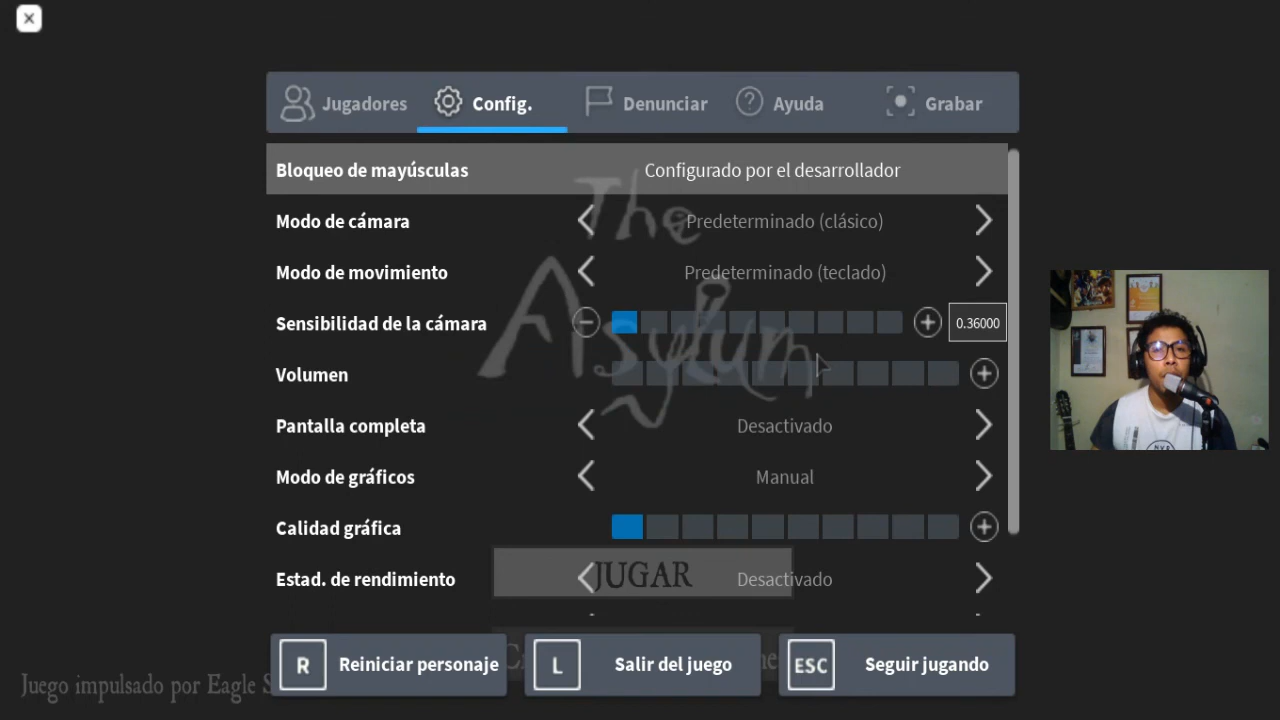 Jugadores
Config.
Denunciar
Ayuda
Grabar
Bloqueo de mayúsculas
Configurado por el desarrollador
Modo de cámara
Predeterminado (clásico)
Modo de movimiento
Predeterminado (teclado)
Sensibilidad de la cámara
0.36000
Volumen
Pantalla completa
Desactivado
Modo de gráficos
Manual
Calidad gráfica
Estad. de rendimiento
Desactivado
The
Asylum
JUGAR
R
Reiniciar personaje
L
Salir del juego
ESC
Seguir jugando
Juego impulsado por Eagle